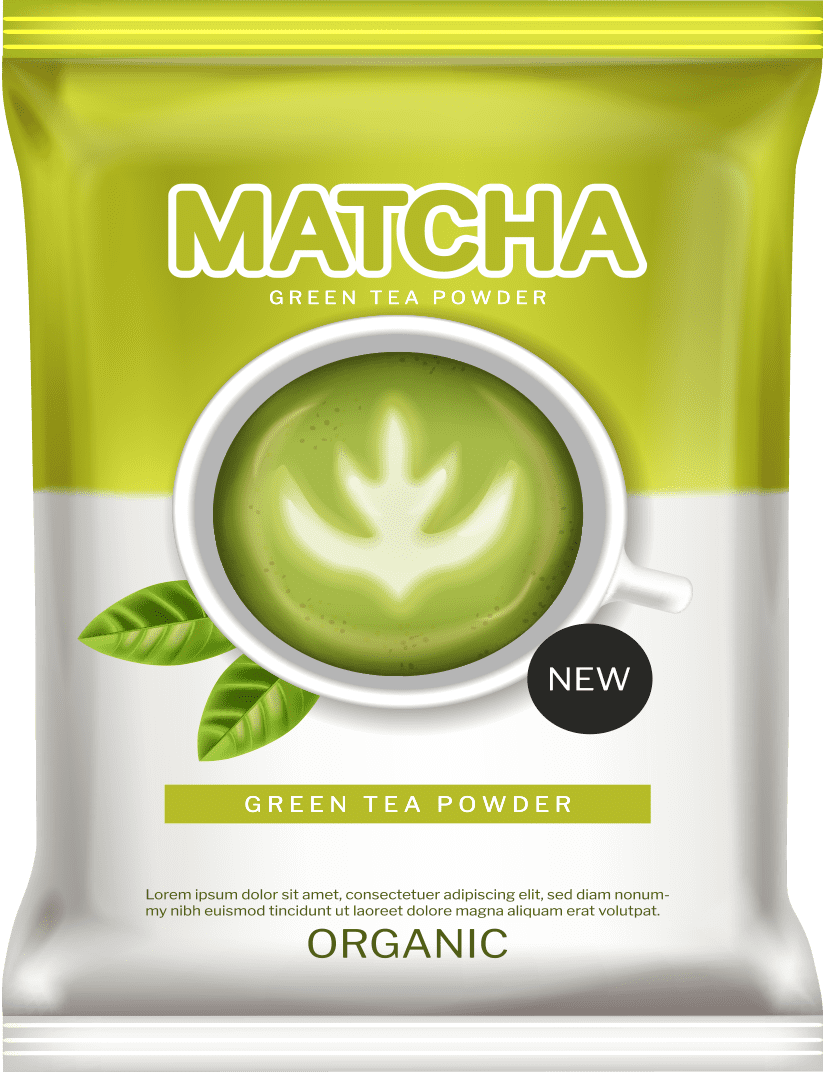 MATCHA
GREEN TEA POWDER
NEW
GREEN TEA POWDER
Lorem ipsum dolor sit amet, consectetuer adipiscing elit, sed diam nonum-
my nibh euismod tincidunt ut laoreet dolore magna aliquam erat volutpat.
ORGANIC